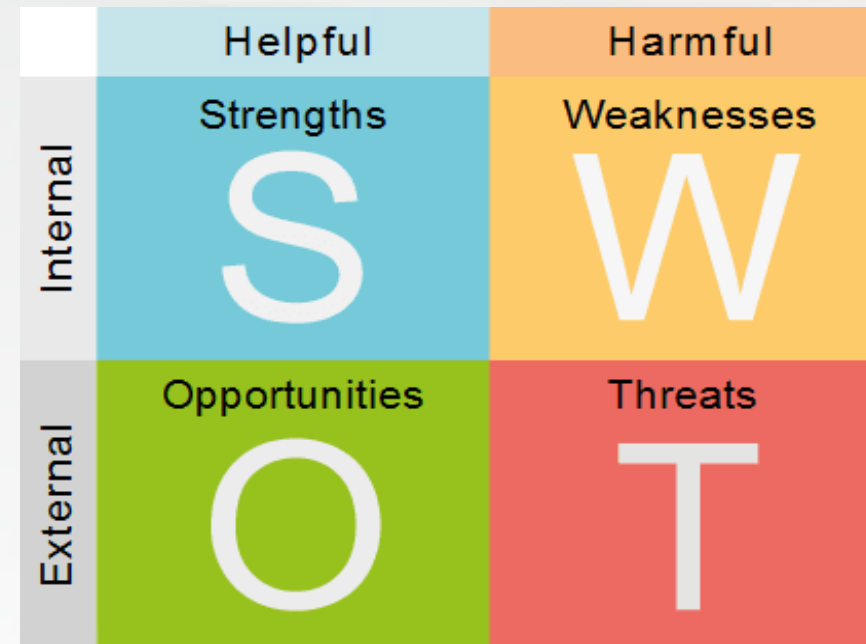 Helpful
Harmful
Internal
Strengths
Weaknesses
S
W
External
Opportunities
Threats
O
T